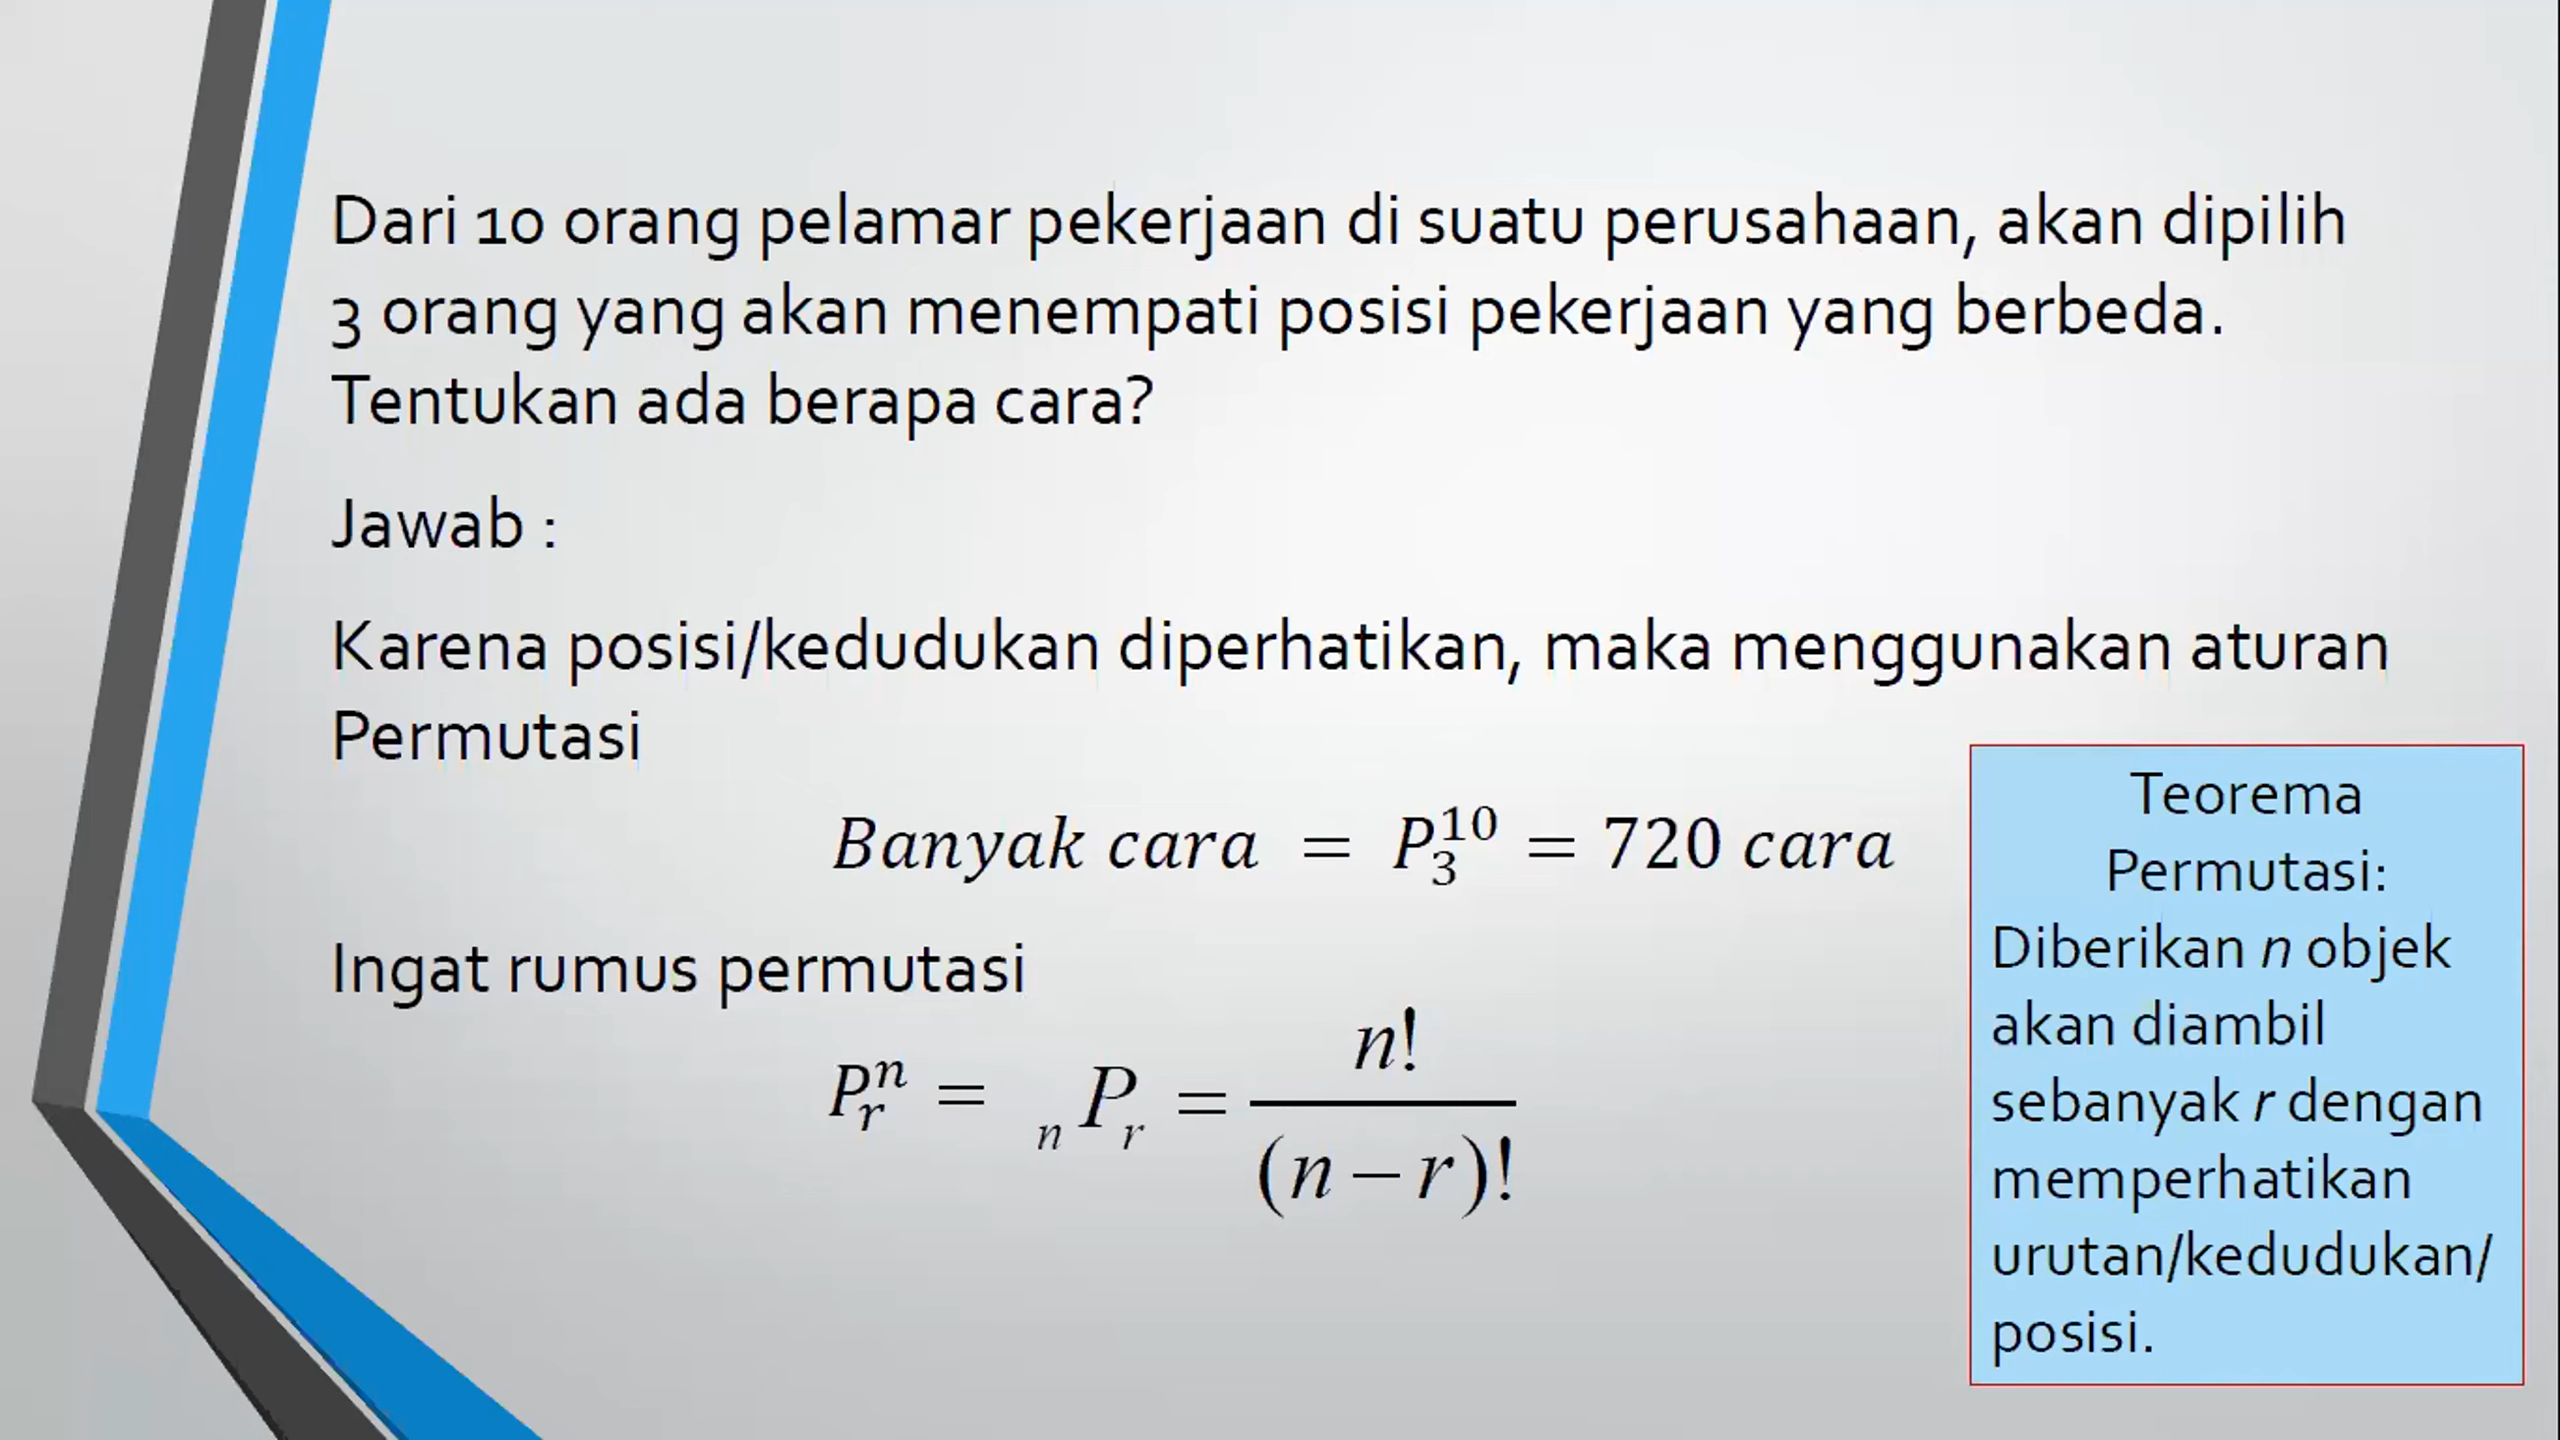 Dari 10 orang pelamar pekerjaan di suatu perusahaan, akan dipilih
3 orang yang akan menempati posisi pekerjaan yang berbeda.
Tentukan ada berapa cara?
Jawab :
Karena posisi/kedudukan diperhatikan, maka menggunakan aturan
Permutasi
Banyak cara = P₃¹⁰ = 720 cara
Ingat rumus permutasi
Pᵣⁿ = ₙPᵣ = n! / (n − r)!
Teorema
Permutasi:
Diberikan n objek
akan diambil
sebanyak r dengan
memperhatikan
urutan/kedudukan/
posisi.